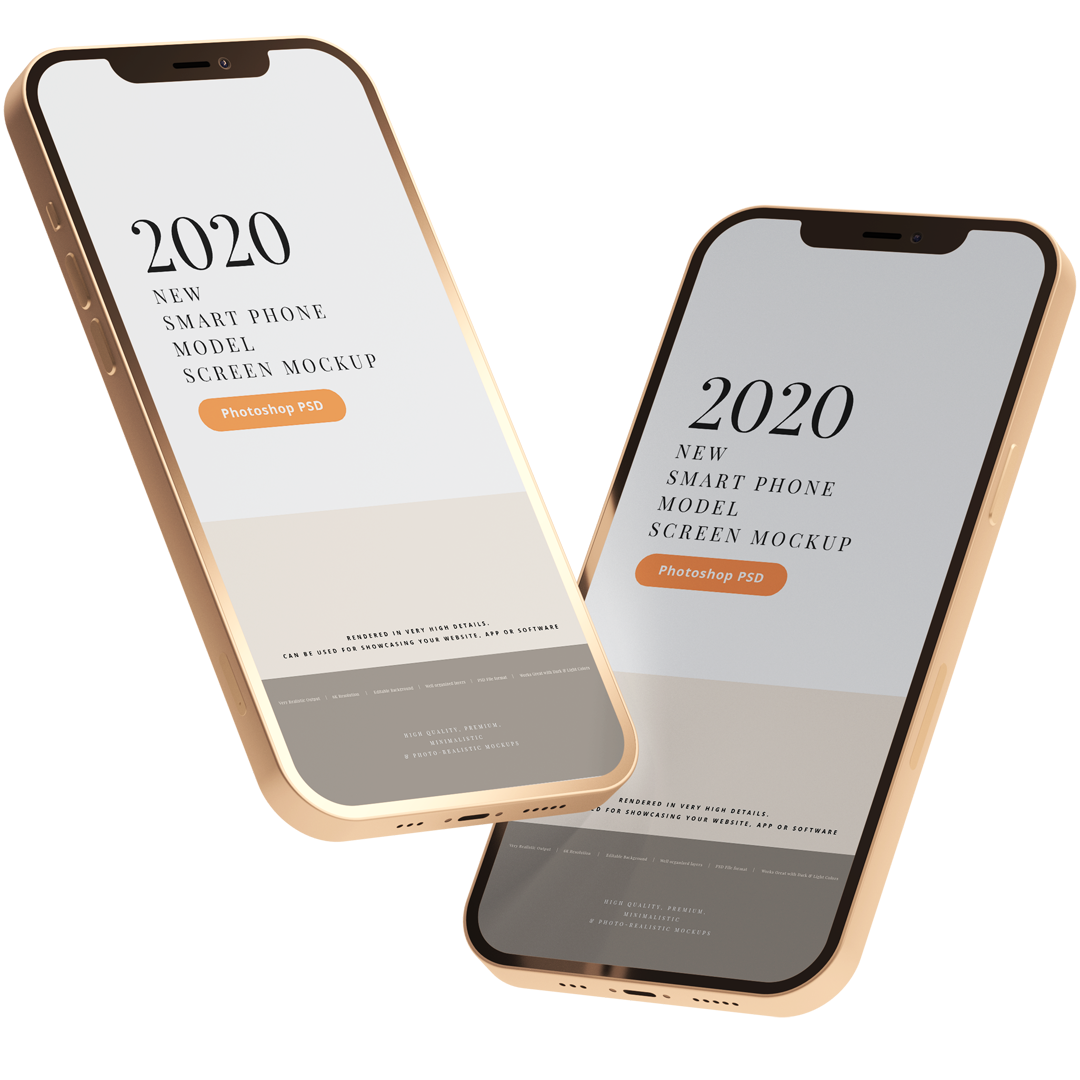 2020
NEW
SMART PHONE
MODEL
SCREEN MOCKUP
Photoshop PSD
RENDERED IN VERY HIGH DETAILS.
CAN BE USED FOR SHOWCASING YOUR WEBSITE, APP OR SOFTWARE
Very Realistic Output | 6K Resolution | Editable Background | Well-organized layers | PSD File format | Works Great with Dark & Light Colors
HIGH QUALITY, PREMIUM,
MINIMALISTIC
# PHOTO-REALISTIC MOCKUPS
2020
NEW
SMART PHONE
MODEL
SCREEN MOCKUP
Photoshop PSD
RENDERED IN VERY HIGH DETAILS.
FOR SHOWCASING YOUR WEBSITE, APP OR SOFTWARE
Very Realistic Output | 6K Resolution | Editable Background | Well-organized layers | PSD File format | Works Great with Dark & Light Colors
HIGH QUALITY, PREMIUM,
MINIMALISTIC
# PHOTO-REALISTIC MOCKUPS